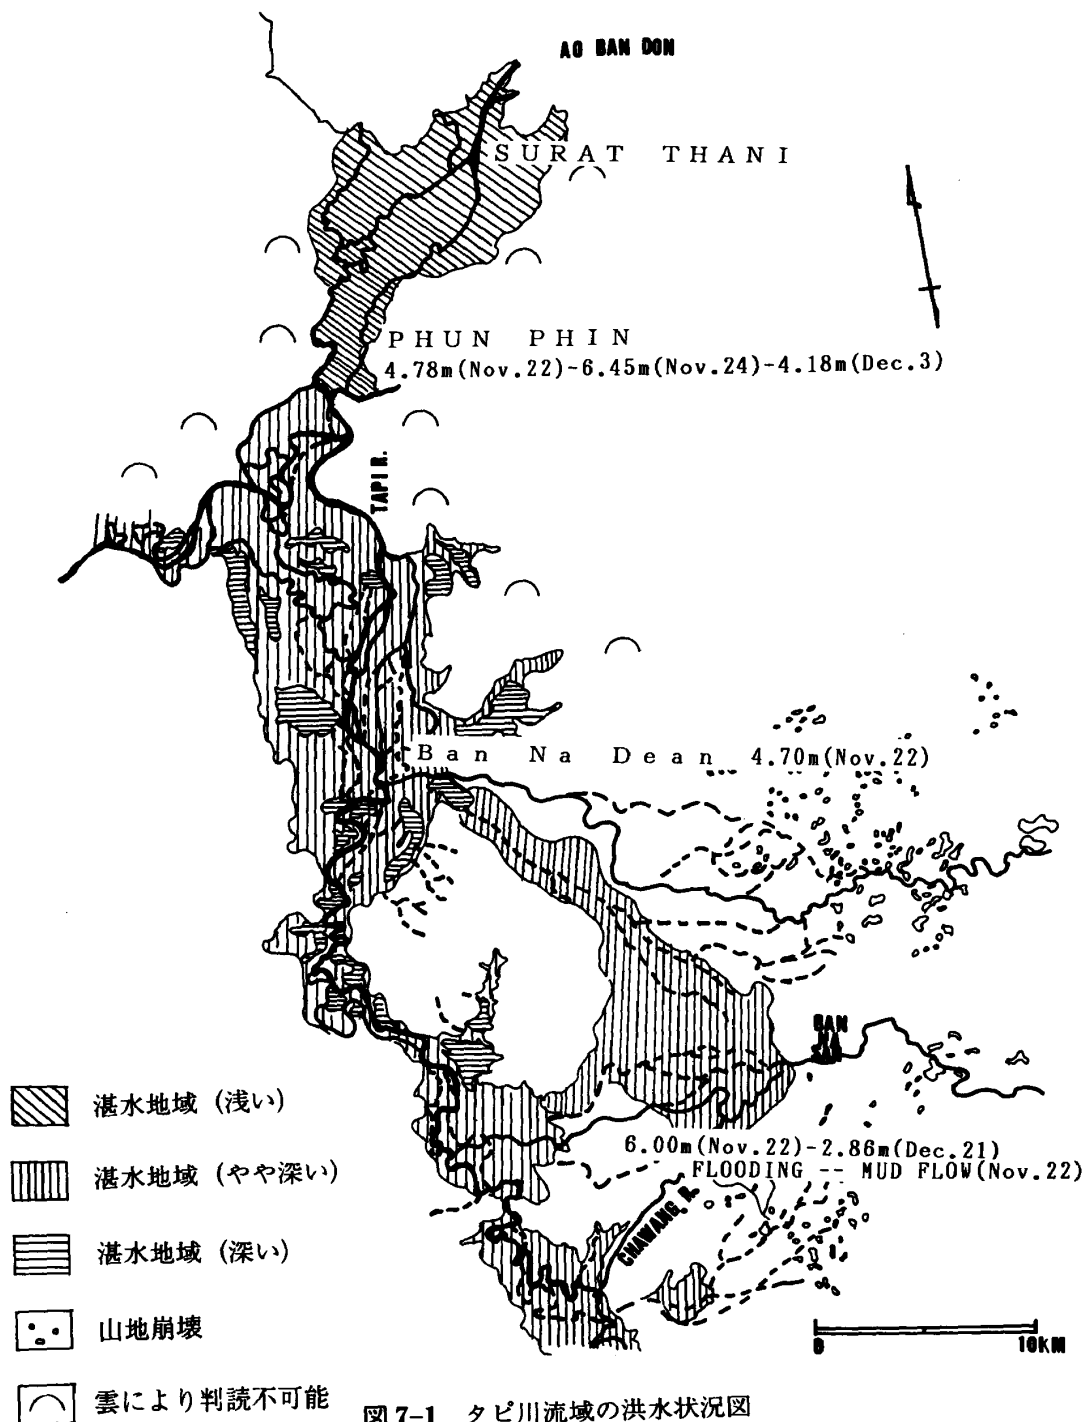 AO BAN DON
SURAT THANI
PHUN PHIN
4.78m(Nov.22)-6.45m(Nov.24)-4.18m(Dec.3)
TAPI R.
Ban Na Dean 4.70m(Nov.22)
BAN
NA
SAN
6.00m(Nov.22)-2.86m(Dec.21)
FLOODING -- MUD FLOW(Nov.22)
CHAWANG R.
湛水地域 (浅い)
湛水地域 (やや深い)
湛水地域 (深い)
山地崩壊
雲により判読不可能
0 10KM
図 7-1 タピ川流域の洪水状況図